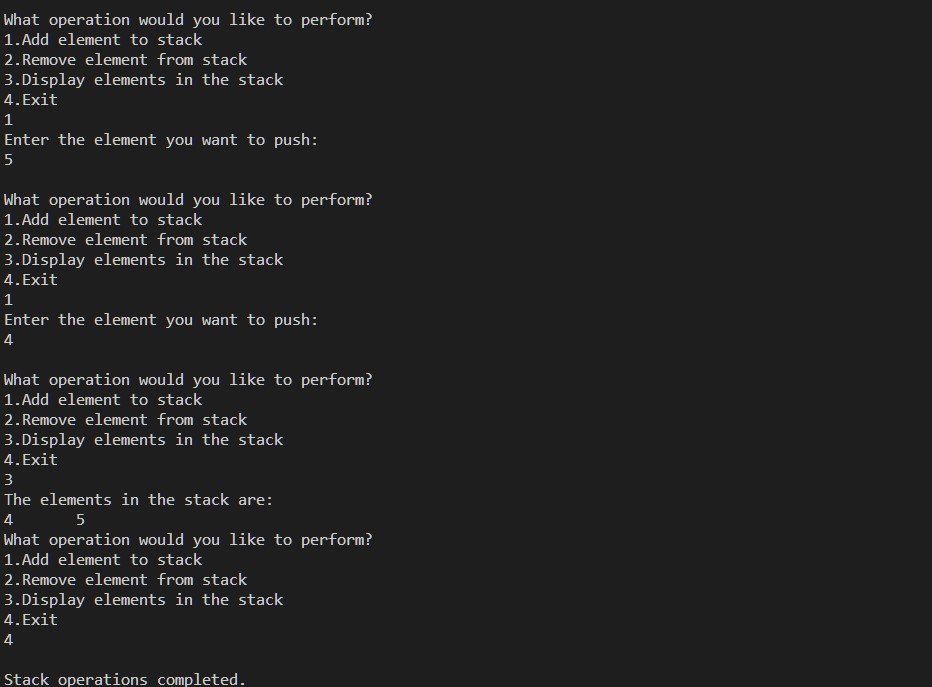 What operation would you like to perform?
1.Add element to stack
2.Remove element from stack
3.Display elements in the stack
4.Exit
1
Enter the element you want to push:
5
What operation would you like to perform?
1.Add element to stack
2.Remove element from stack
3.Display elements in the stack
4.Exit
1
Enter the element you want to push:
4
What operation would you like to perform?
1.Add element to stack
2.Remove element from stack
3.Display elements in the stack
4.Exit
3
The elements in the stack are:
4       5
What operation would you like to perform?
1.Add element to stack
2.Remove element from stack
3.Display elements in the stack
4.Exit
4
Stack operations completed.